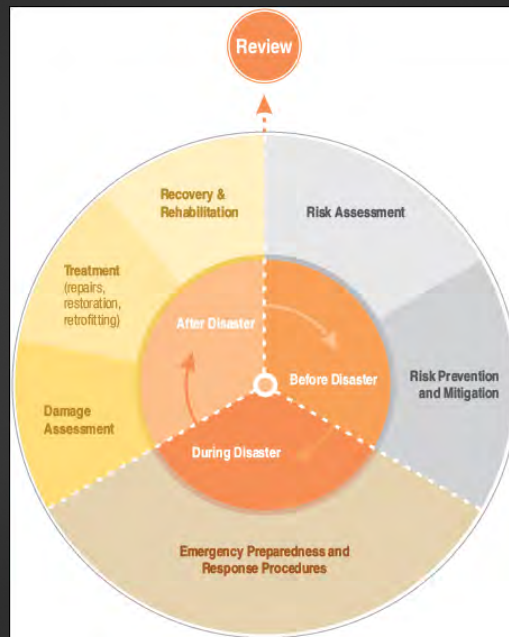 Review
Recovery &
Rehabilitation
Risk Assessment
Treatment
(repairs,
restoration,
retrofitting)
After Disaster
Before Disaster
Risk Prevention
and Mitigation
Damage
Assessment
During Disaster
Emergency Preparedness and
Response Procedures